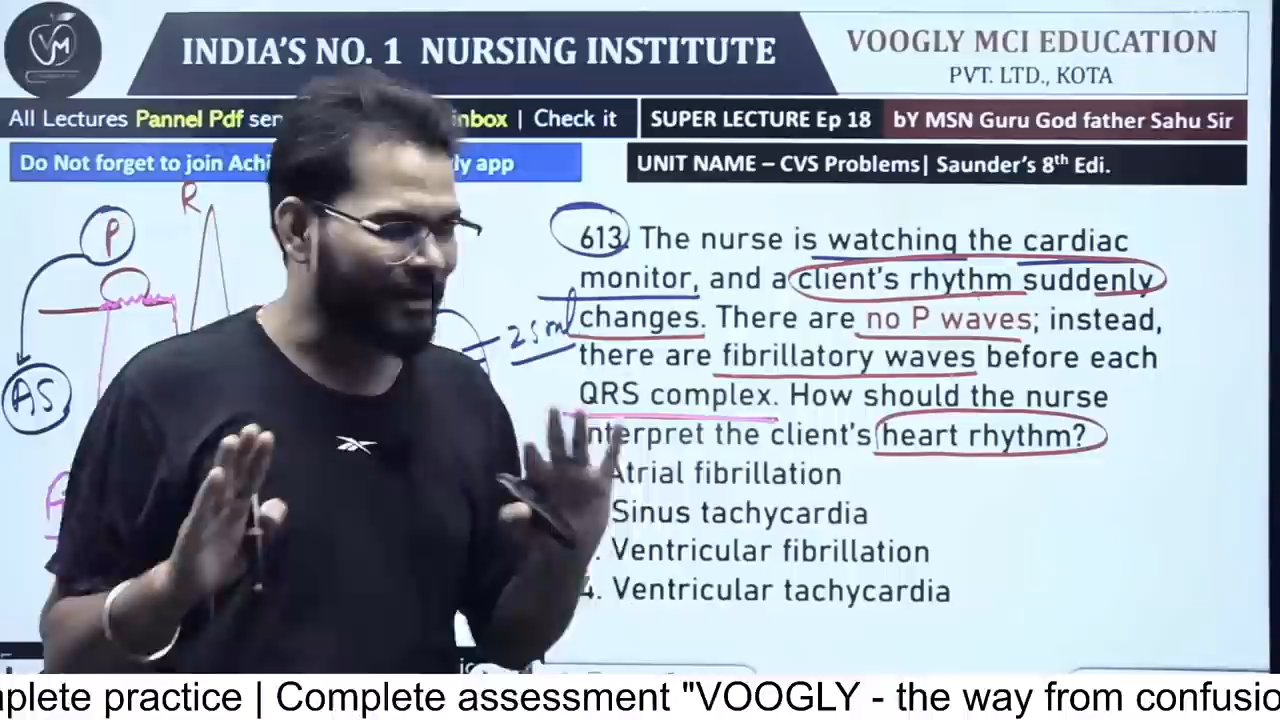 VM
INDIA'S NO. 1 NURSING INSTITUTE
VOOGLY MCI EDUCATION
PVT. LTD., KOTA
All Lectures Pannel Pdf inbox | Check it
SUPER LECTURE Ep 18 bY MSN Guru God father Sahu Sir
Do Not forget to join app
UNIT NAME – CVS Problems| Saunder's 8th Edi.
P
R
AS
25
613. The nurse is watching the cardiac
monitor, and a client's rhythm suddenly
changes. There are no P waves; instead,
there are fibrillatory waves before each
QRS complex. How should the nurse
interpret the client's heart rhythm?
Atrial fibrillation
Sinus tachycardia
. Ventricular fibrillation
4. Ventricular tachycardia
practice | Complete assessment "VOOGLY - the way from